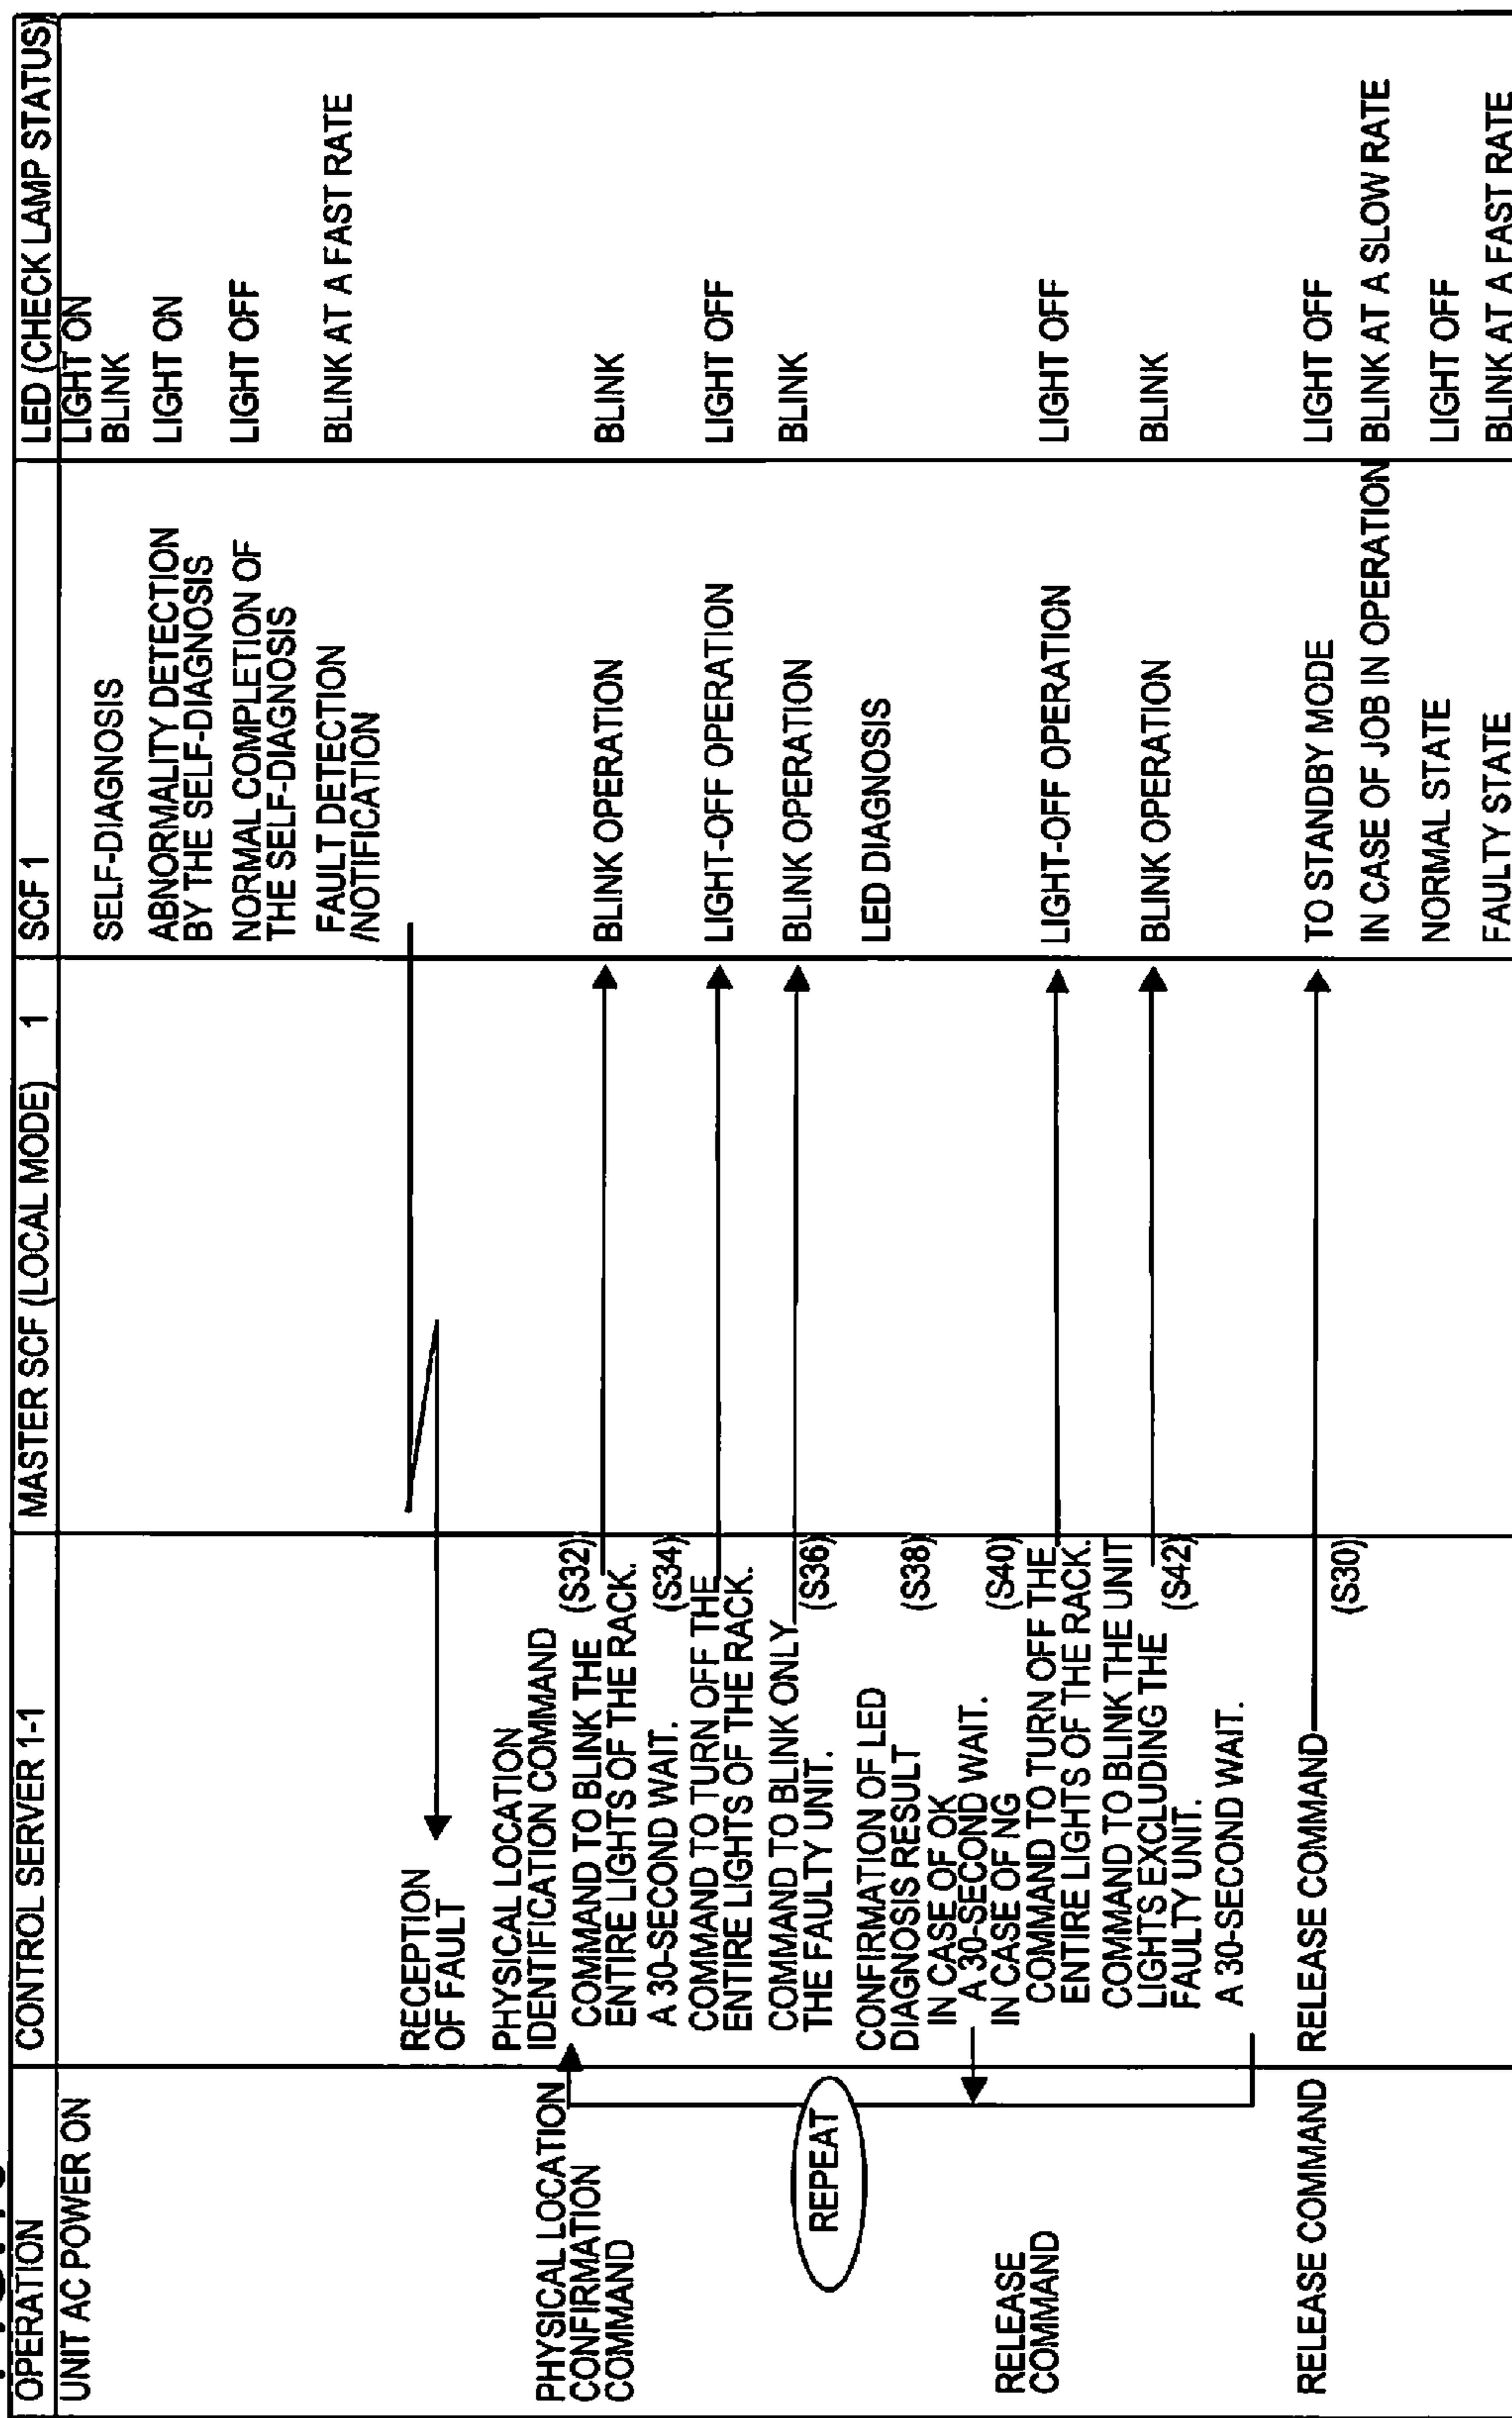 OPERATION
CONTROL SERVER 1-1
MASTER SCF (LOCAL MODE) 1
SCF 1
LED (CHECK LAMP STATUS)
UNIT AC POWER ON
LIGHT ON
SELF-DIAGNOSIS
BLINK
ABNORMALITY DETECTION
BY THE SELF-DIAGNOSIS
LIGHT ON
NORMAL COMPLETION OF
THE SELF-DIAGNOSIS
LIGHT OFF
FAULT DETECTION
/NOTIFICATION
BLINK AT A FAST RATE
RECEPTION
OF FAULT
PHYSICAL LOCATION
CONFIRMATION
COMMAND
PHYSICAL LOCATION
IDENTIFICATION COMMAND
(S32)
COMMAND TO BLINK THE
ENTIRE LIGHTS OF THE RACK.
BLINK OPERATION
BLINK
A 30-SECOND WAIT.
(S34)
COMMAND TO TURN OFF THE
ENTIRE LIGHTS OF THE RACK.
LIGHT-OFF OPERATION
LIGHT OFF
COMMAND TO BLINK ONLY
THE FAULTY UNIT.
(S36)
BLINK OPERATION
BLINK
REPEAT
CONFIRMATION OF LED
DIAGNOSIS RESULT
(S38)
LED DIAGNOSIS
IN CASE OF OK
A 30-SECOND WAIT.
IN CASE OF NG
(S40)
RELEASE
COMMAND
COMMAND TO TURN OFF THE
ENTIRE LIGHTS OF THE RACK.
LIGHT-OFF OPERATION
LIGHT OFF
COMMAND TO BLINK THE UNIT
LIGHTS EXCLUDING THE
FAULTY UNIT.
(S42)
BLINK OPERATION
BLINK
A 30-SECOND WAIT.
RELEASE COMMAND
RELEASE COMMAND
(S30)
TO STANDBY MODE
LIGHT OFF
IN CASE OF JOB IN OPERATION
BLINK AT A SLOW RATE
NORMAL STATE
LIGHT OFF
FAULTY STATE
BLINK AT A FAST RATE